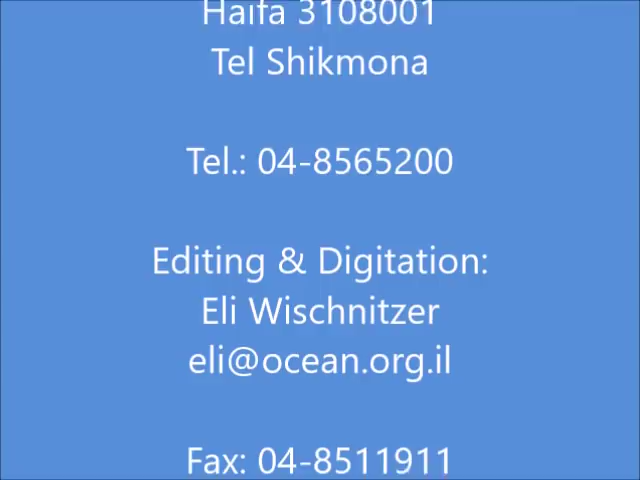 Haifa 3108001
Tel Shikmona
Tel.: 04-8565200
Editing & Digitation:
Eli Wischnitzer
eli@ocean.org.il
Fax: 04-8511911